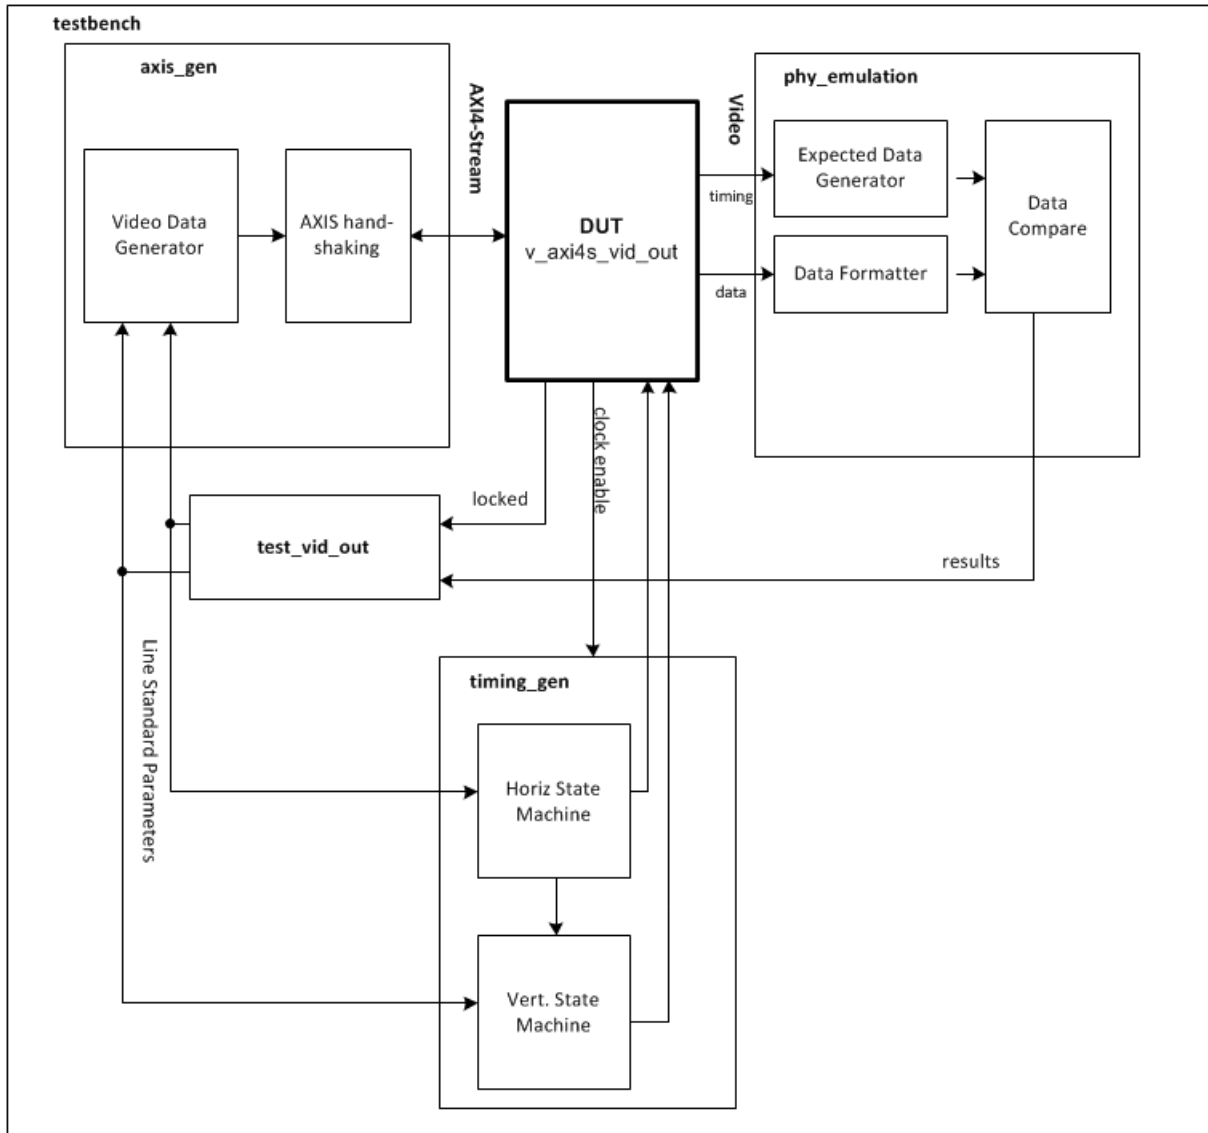 testbench
axis_gen
Video Data
Generator
AXIS hand-
shaking
AXI4-Stream
DUT
v_axi4s_vid_out
Video
timing
data
phy_emulation
Expected Data
Generator
Data Formatter
Data
Compare
locked
clock enable
test_vid_out
results
Line Standard Parameters
timing_gen
Horiz State
Machine
Vert. State
Machine